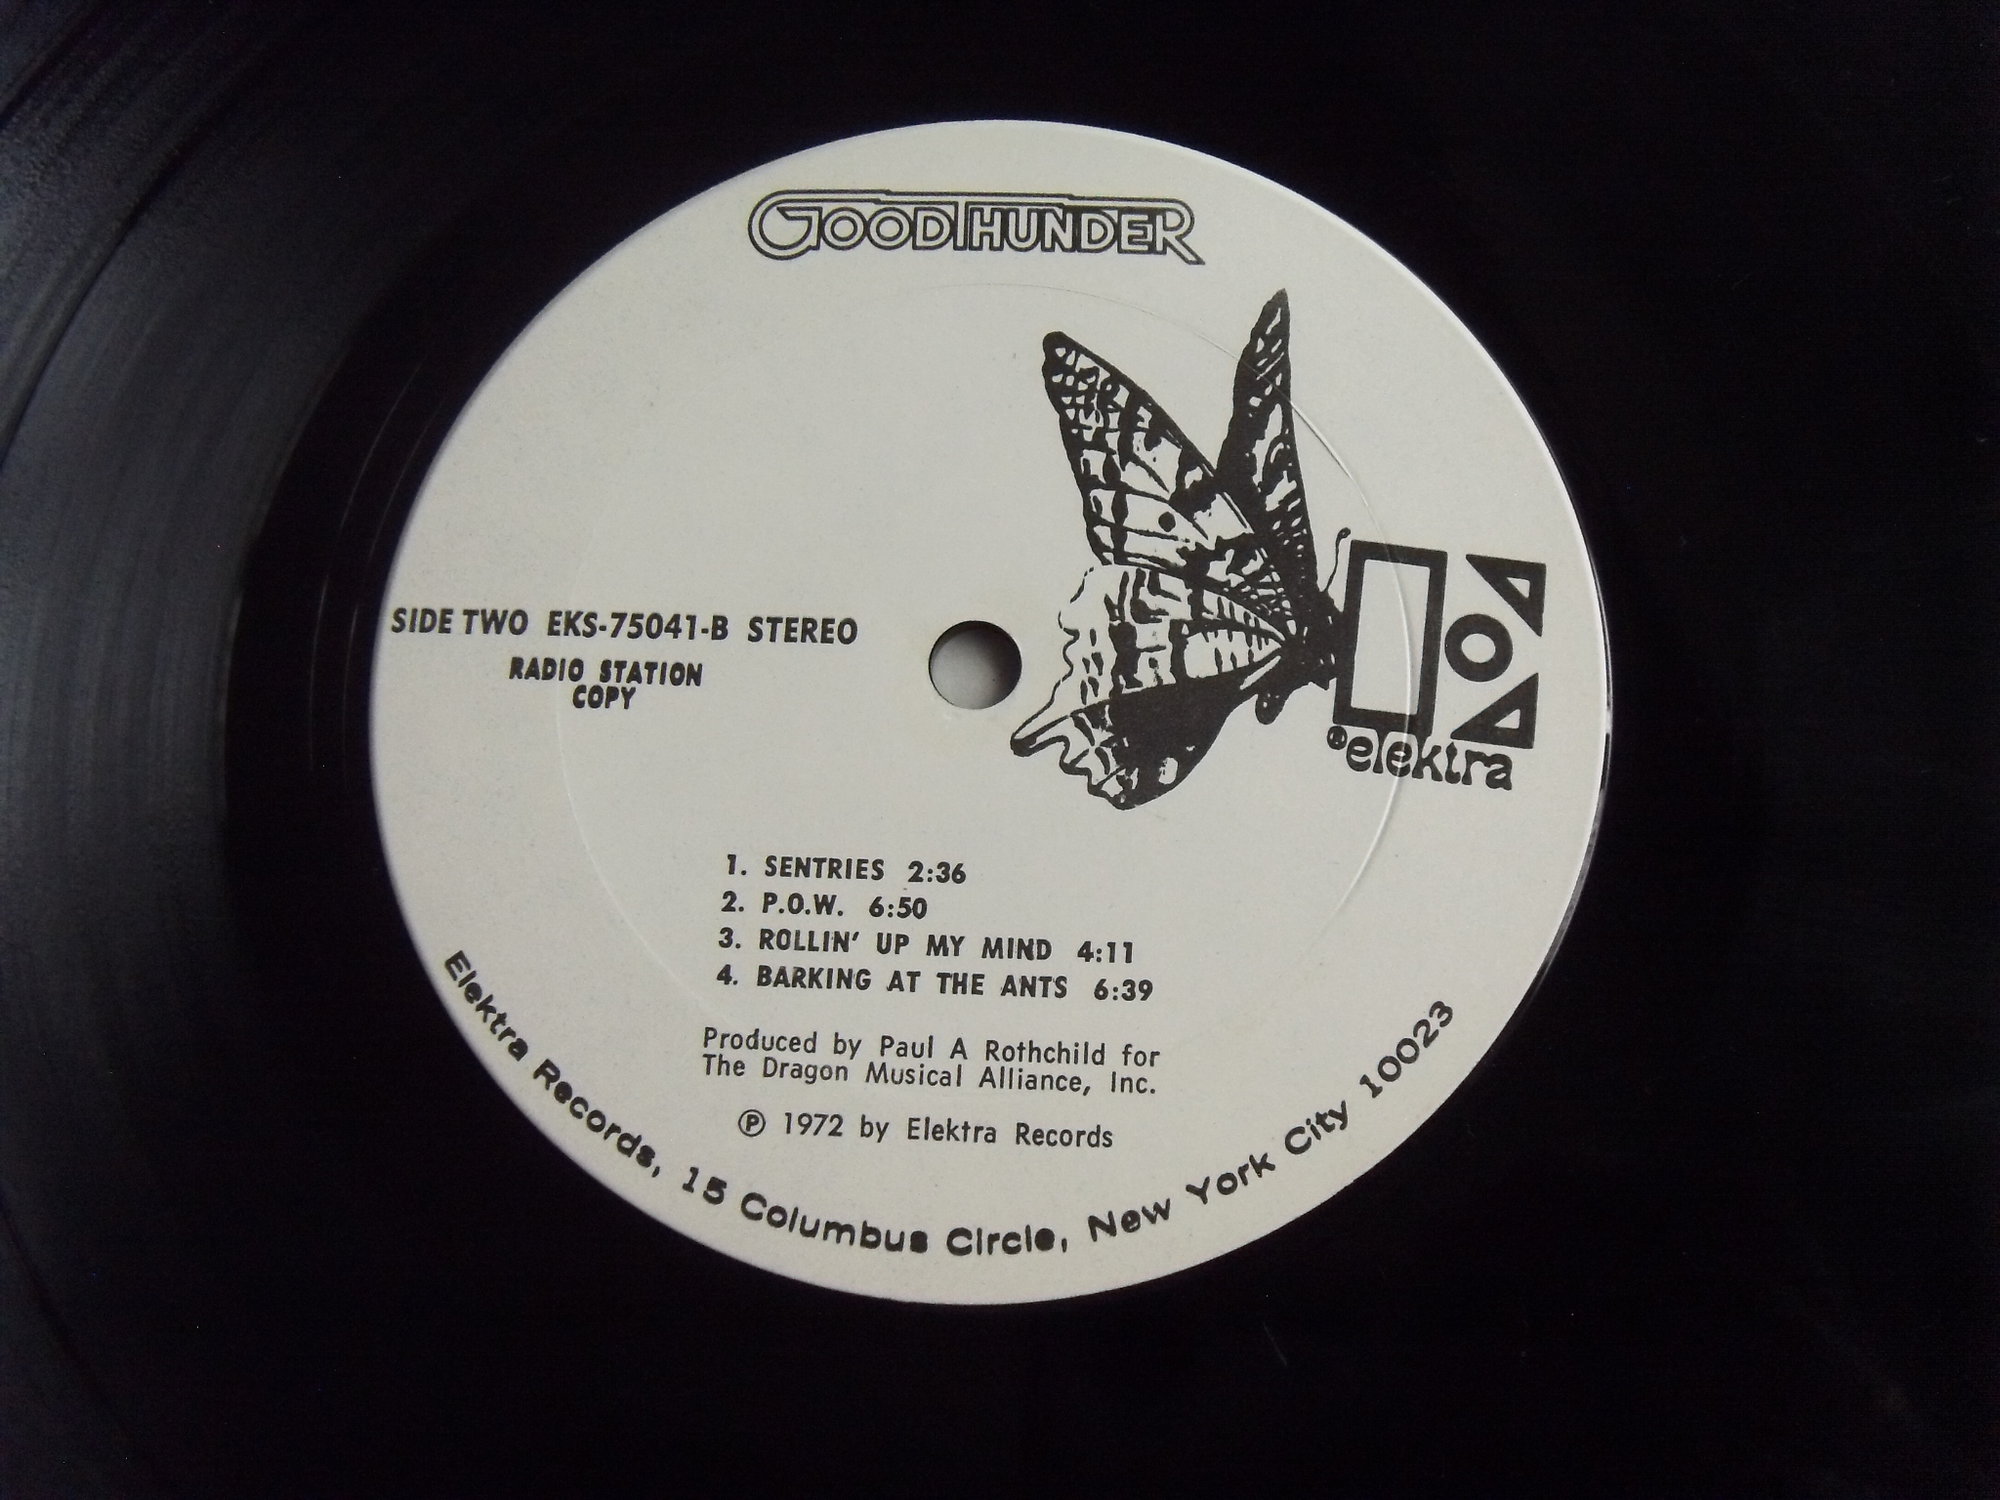 GOODTHUNDER
SIDE TWO EKS-75041-B STEREO
RADIO STATION
COPY
® elektra
1. SENTRIES 2:36
2. P.O.W. 6:50
3. ROLLIN' UP MY MIND 4:11
4. BARKING AT THE ANTS 6:39
Produced by Paul A Rothchild for
The Dragon Musical Alliance, Inc.
℗ 1972 by Elektra Records
Elektra Records, 15 Columbus Circle, New York City 10023